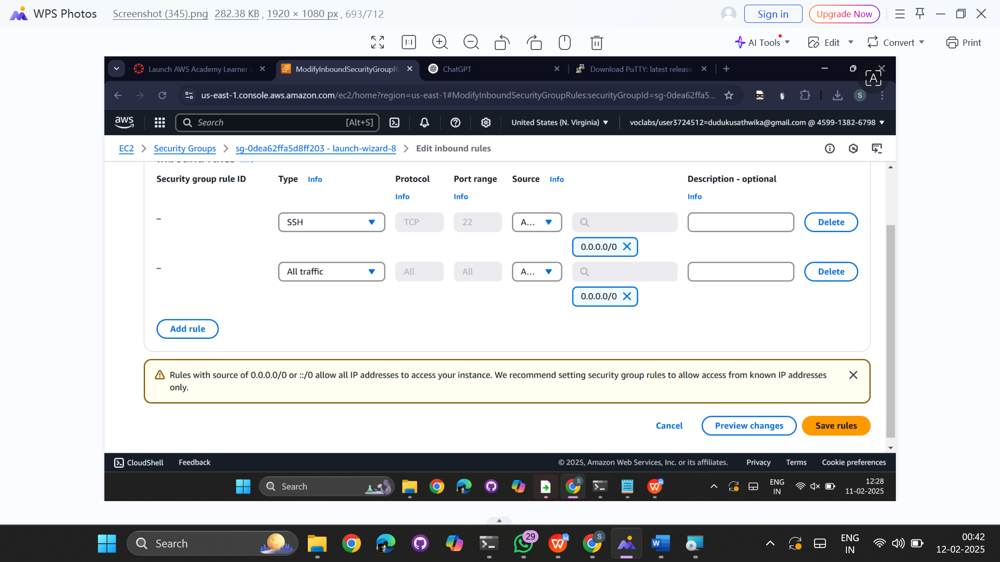 WPS Photos Screenshot (345).png 282.38 KB , 1920 × 1080 px , 693/712 Sign in Upgrade Now
1:1 AI Tools Edit Convert Print
Launch AWS Academy Learner ModifyInboundSecurityGroupR ChatGPT Download PuTTY: latest release
A
us-east-1.console.aws.amazon.com/ec2/home?region=us-east-1#ModifyInboundSecurityGroupRules:securityGroupId=sg-0dea62ffa5... S
aws Search [Alt+S] United States (N. Virginia) voclabs/user3724512=dudukusathwika@gmail.com @ 4599-1382-6798
EC2 > Security Groups > sg-0dea62ffa5d8ff203 - launch-wizard-8 > Edit inbound rules
Security group rule ID Type Info Protocol Port range Source Info Description - optional
Info Info Info
– SSH TCP 22 A... Delete
0.0.0.0/0
– All traffic All All A... Delete
0.0.0.0/0
Add rule
Rules with source of 0.0.0.0/0 or ::/0 allow all IP addresses to access your instance. We recommend setting security group rules to allow access from known IP addresses
only.
Cancel Preview changes Save rules
CloudShell Feedback © 2025, Amazon Web Services, Inc. or its affiliates. Privacy Terms Cookie preferences
Search S ENG 12:28
IN 11-02-2025
Search 29 S ENG 00:42
IN 12-02-2025